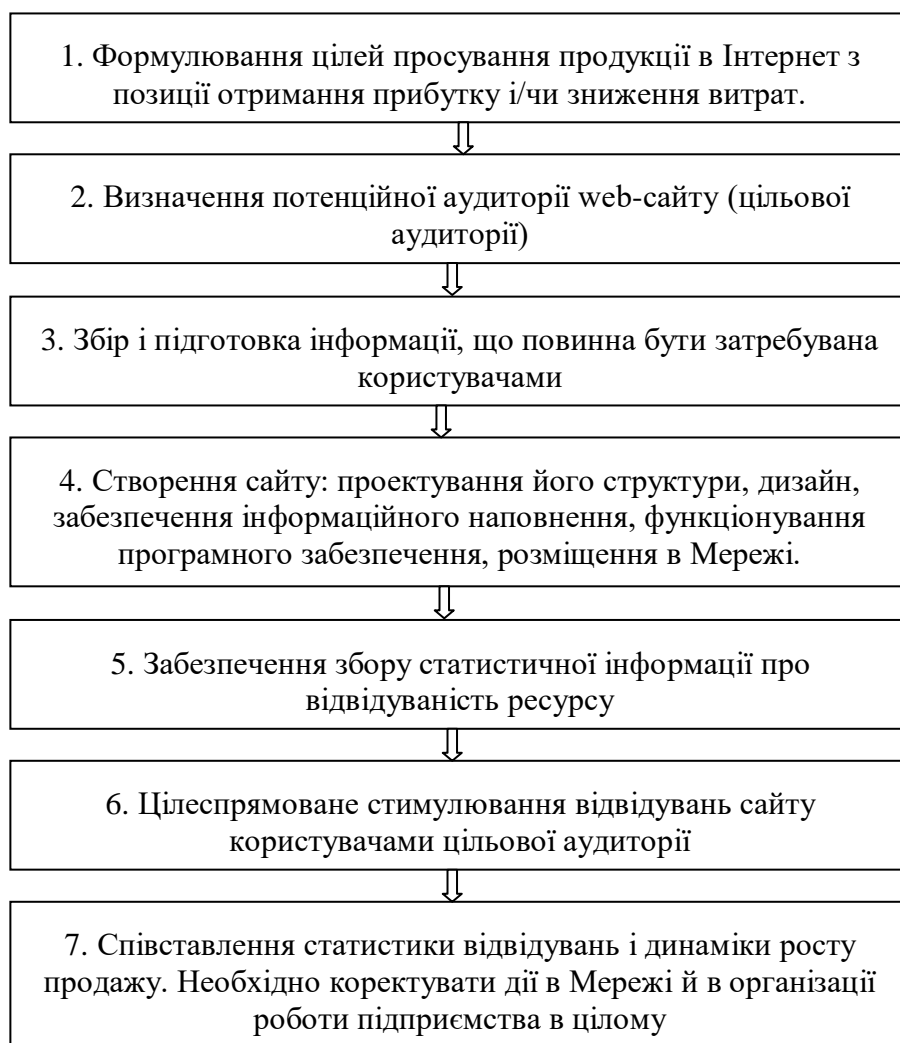 1. Формулювання цілей просування продукції в Інтернет з
позиції отримання прибутку і/чи зниження витрат.
2. Визначення потенційної аудиторії web-сайту (цільової
аудиторії)
3. Збір і підготовка інформації, що повинна бути затребувана
користувачами
4. Створення сайту: проектування його структури, дизайн,
забезпечення інформаційного наповнення, функціонування
програмного забезпечення, розміщення в Мережі.
5. Забезпечення збору статистичної інформації про
відвідуваність ресурсу
6. Цілеспрямоване стимулювання відвідувань сайту
користувачами цільової аудиторії
7. Співставлення статистики відвідувань і динаміки росту
продажу. Необхідно коректувати дії в Мережі й в організації
роботи підприємства в цілому